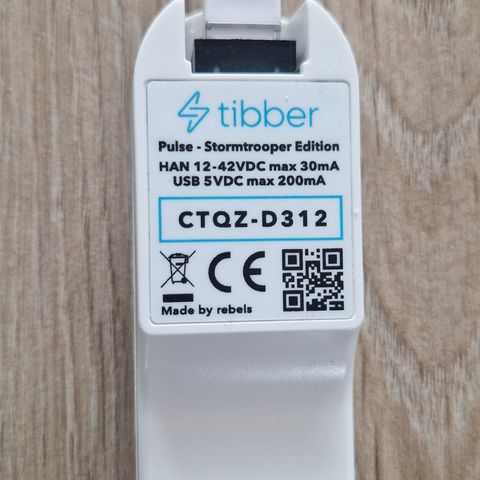 tibber
Pulse - Stormtrooper Edition
HAN 12-42VDC max 30mA
USB 5VDC max 200mA
CTQZ-D312
CE
Made by rebels